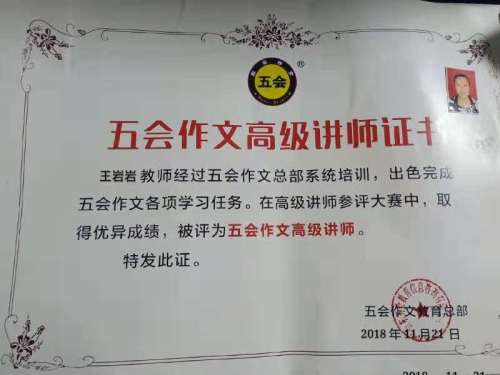 五会
®
五会作文高级讲师证书
王岩岩教师经过五会作文总部系统培训，出色完成
五会作文各项学习任务。在高级讲师参评大赛中，取
得优异成绩，被评为五会作文高级讲师。
特发此证。
五会作文教育总部
2018年11月21日
2018 11 21